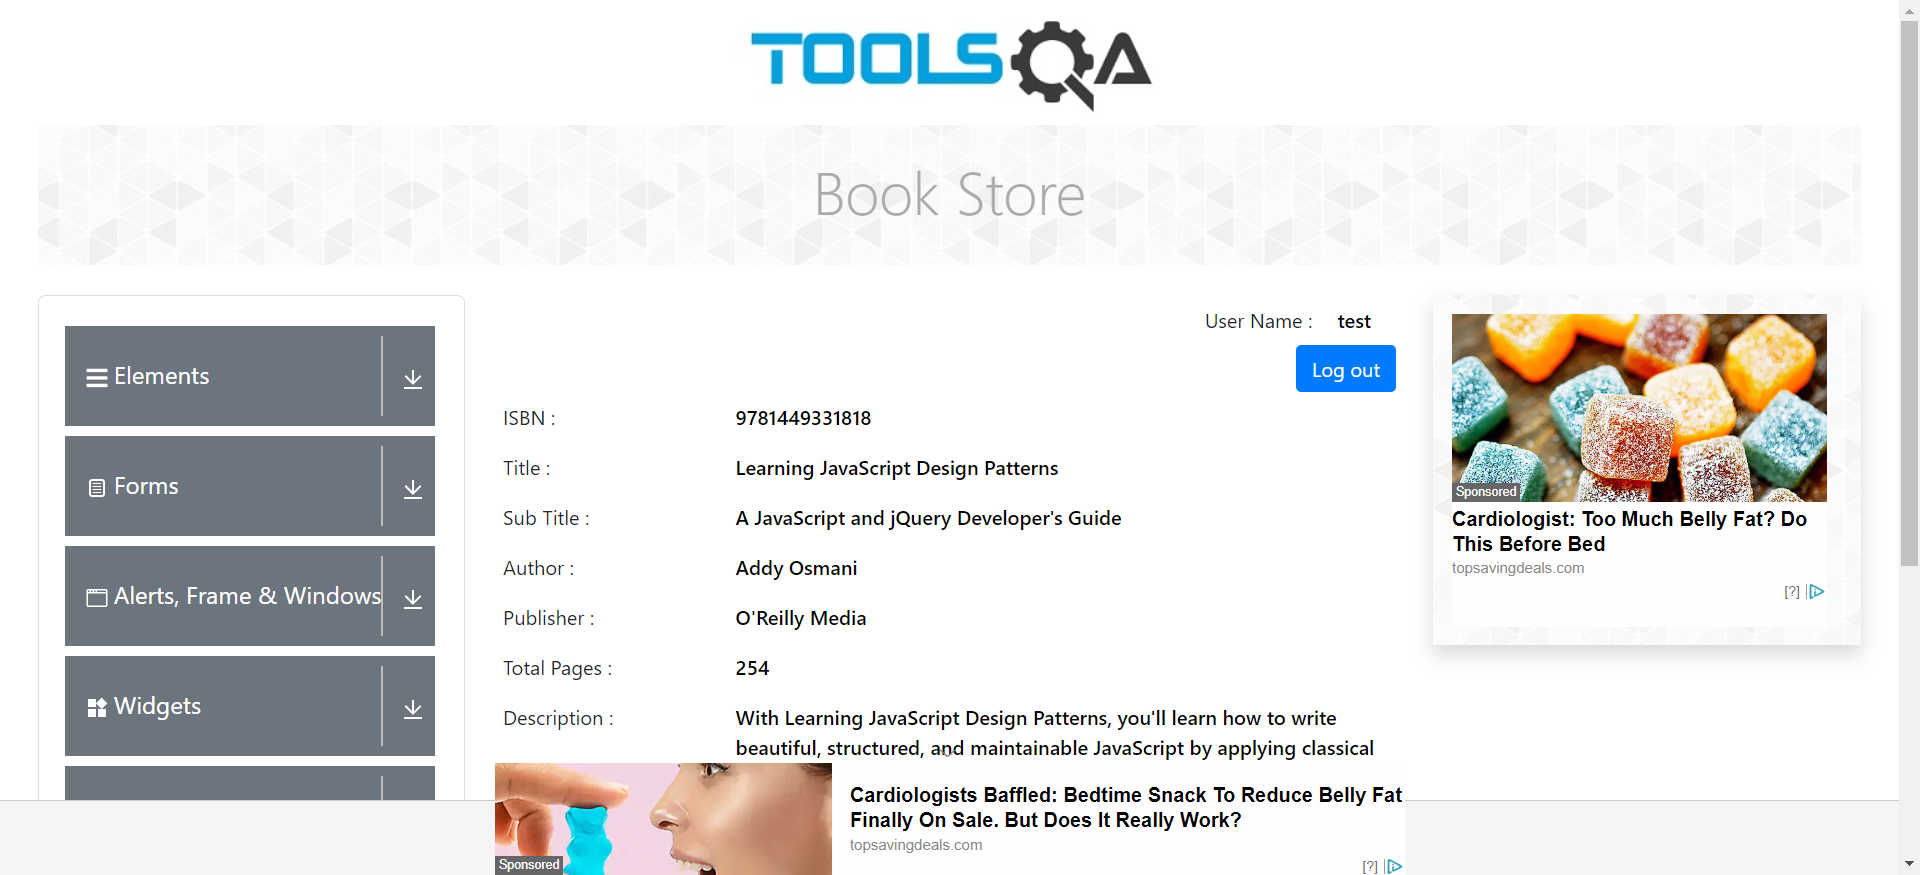 TOOLSQA
Book Store
Elements
Forms
Alerts, Frame & Windows
Widgets
User Name : test
Log out
ISBN : 9781449331818
Title : Learning JavaScript Design Patterns
Sub Title : A JavaScript and jQuery Developer's Guide
Author : Addy Osmani
Publisher : O'Reilly Media
Total Pages : 254
Description : With Learning JavaScript Design Patterns, you'll learn how to write
beautiful, structured, and maintainable JavaScript by applying classical
Sponsored
Cardiologist: Too Much Belly Fat? Do
This Before Bed
topsavingdeals.com
[?]
Sponsored
Cardiologists Baffled: Bedtime Snack To Reduce Belly Fat
Finally On Sale. But Does It Really Work?
topsavingdeals.com
[?]